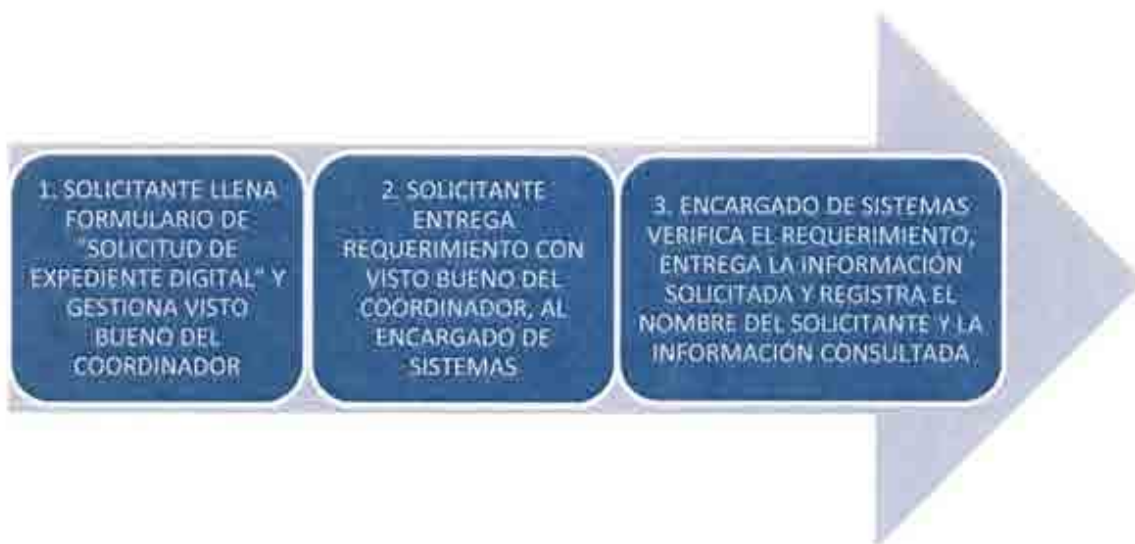 1. SOLICITANTE LLENA
FORMULARIO DE
"SOLICITUD DE
EXPEDIENTE DIGITAL" Y
GESTIONA VISTO
BUENO DEL
COORDINADOR
2. SOLICITANTE
ENTREGA
REQUERIMIENTO CON
VISTO BUENO DEL
COORDINADOR, AL
ENCARGADO DE
SISTEMAS
3. ENCARGADO DE SISTEMAS
VERIFICA EL REQUERIMIENTO,
ENTREGA LA INFORMACIÓN
SOLICITADA Y REGISTRA EL
NOMBRE DEL SOLICITANTE Y LA
INFORMACIÓN CONSULTADA